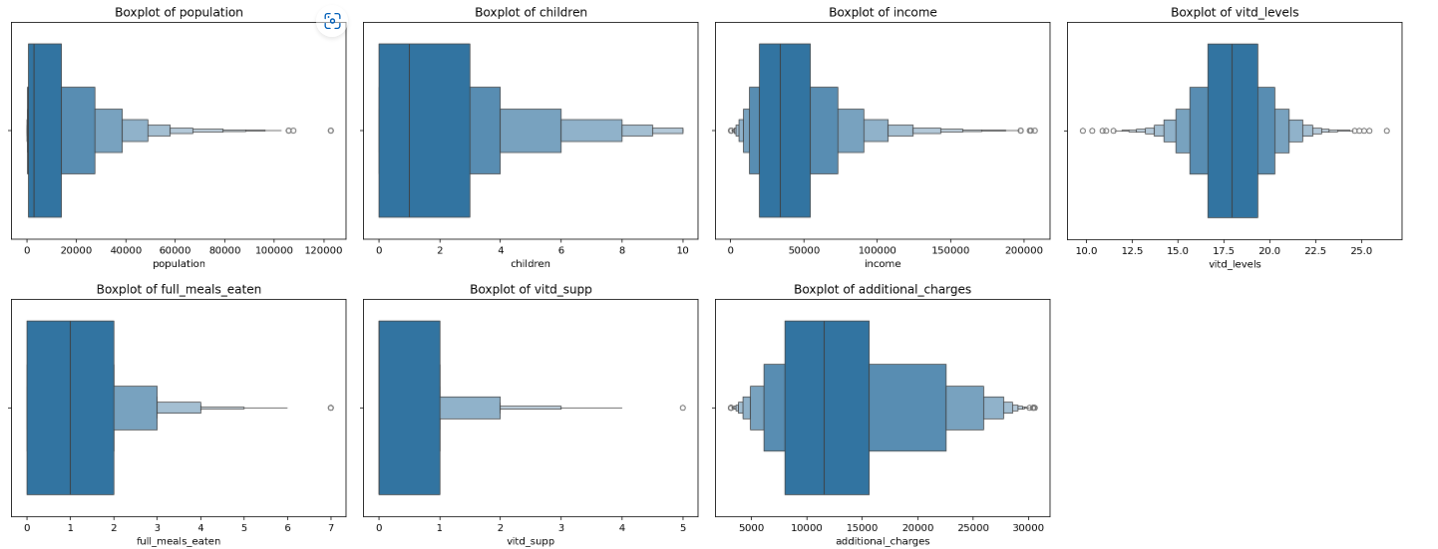 Boxplot of population
Boxplot of children
Boxplot of income
Boxplot of vitd_levels
0 20000 40000 60000 80000 100000 120000
0 2 4 6 8 10
0 50000 100000 150000 200000
10.0 12.5 15.0 17.5 20.0 22.5 25.0
population
children
income
vitd_levels
Boxplot of full_meals_eaten
Boxplot of vitd_supp
Boxplot of additional_charges
0 1 2 3 4 5 6 7
0 1 2 3 4 5
5000 10000 15000 20000 25000 30000
full_meals_eaten
vitd_supp
additional_charges